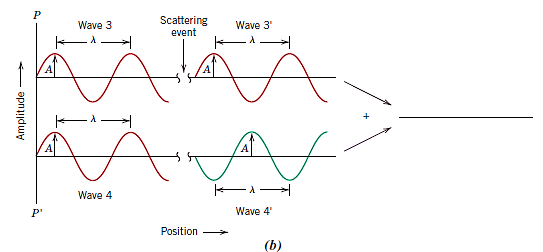 P
Wave 3
Scattering
event
Wave 3'
λ
λ
A
A
Amplitude
+
λ
A
A
λ
Wave 4
Wave 4'
P'
Position
(b)